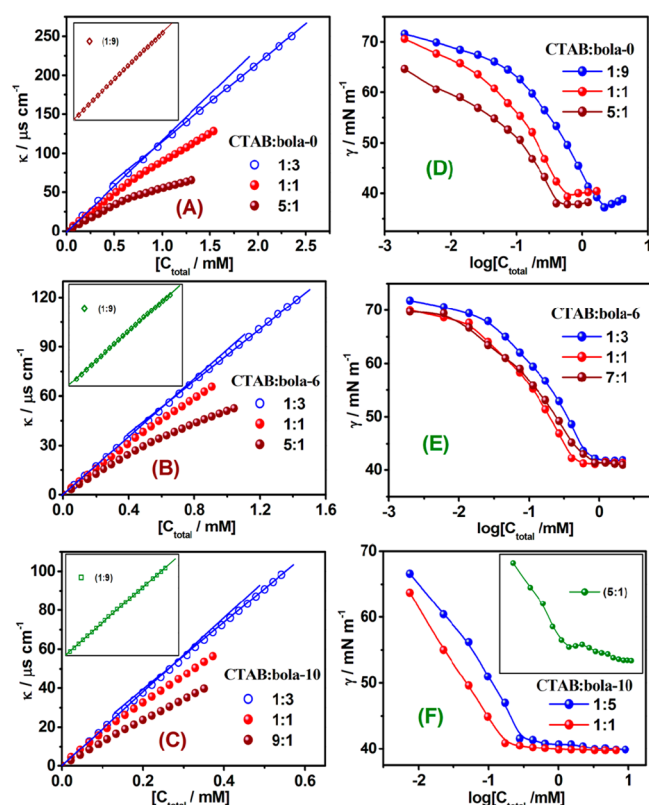 250
200
150
100
50
0
κ / μs cm⁻¹
(1:9)
CTAB:bola-0
1:3
1:1
5:1
(A)
0.0 0.5 1.0 1.5 2.0 2.5
[C_total / mM]
70
60
50
40
γ / mN m⁻¹
CTAB:bola-0
1:9
1:1
5:1
(D)
-3 -2 -1 0 1
log[C_total /mM]
120
90
60
30
0
κ / μs cm⁻¹
(1:9)
CTAB:bola-6
1:3
1:1
5:1
(B)
0.0 0.4 0.8 1.2 1.6
[C_total / mM]
70
60
50
40
γ / mN m⁻¹
CTAB:bola-6
1:3
1:1
7:1
(E)
-3 -2 -1 0 1
log[C_total /mM]
100
80
60
40
20
0
κ / μs cm⁻¹
(1:9)
CTAB:bola-10
1:3
1:1
9:1
(C)
0.0 0.2 0.4 0.6
[C_total / mM]
70
60
50
40
γ / mN m⁻¹
(5:1)
CTAB:bola-10
1:5
1:1
(F)
-2 -1 0 1
log[C_total /mM]